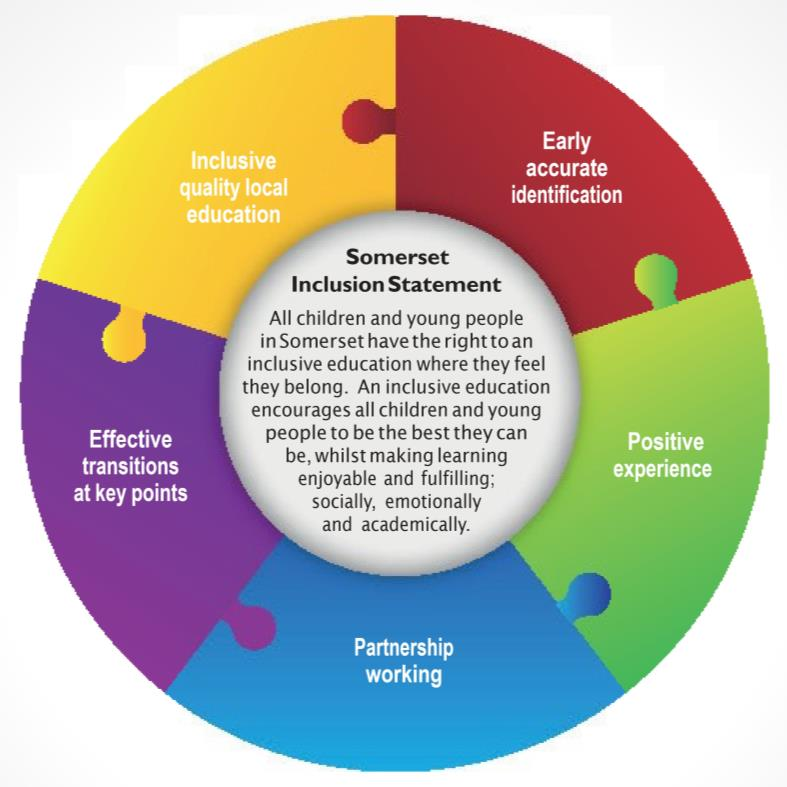 Inclusive
quality local
education
Early
accurate
identification
Somerset
Inclusion Statement
All children and young people
in Somerset have the right to an
inclusive education where they feel
they belong. An inclusive education
encourages all children and young
people to be the best they can
be, whilst making learning
enjoyable and fulfilling;
socially, emotionally
and academically.
Effective
transitions
at key points
Positive
experience
Partnership
working